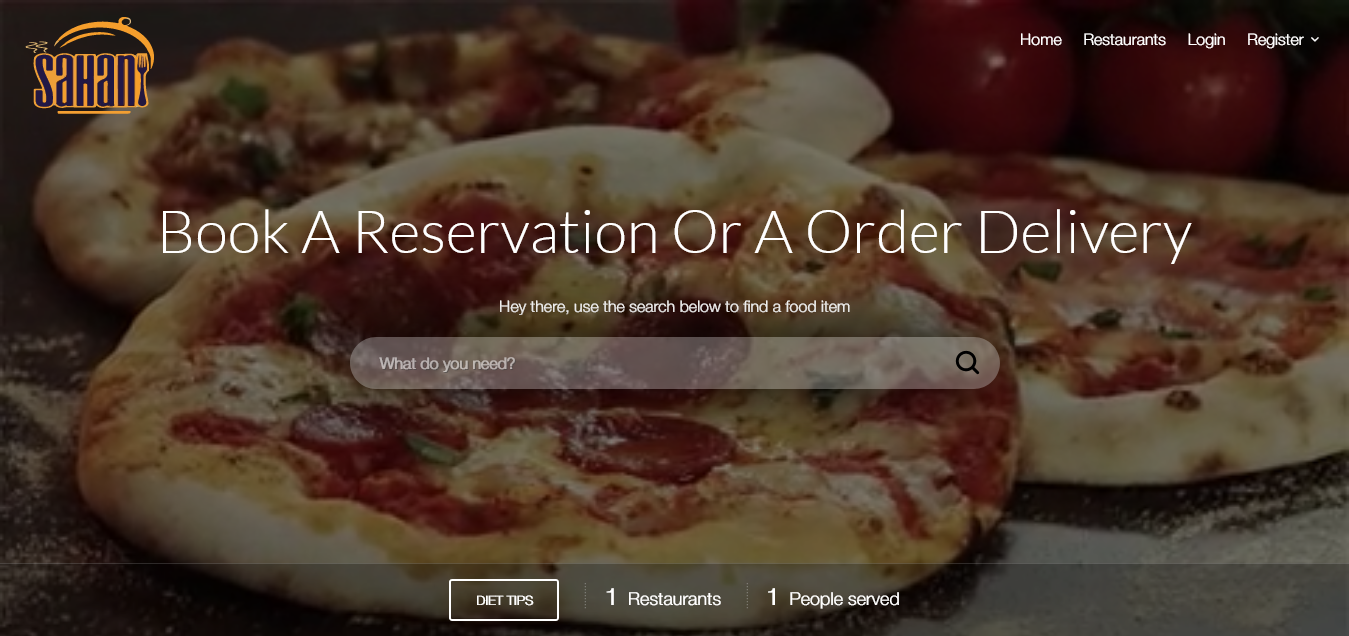 SAHANI
Home Restaurants Login Register
Book A Reservation Or A Order Delivery
Hey there, use the search below to find a food item
What do you need?
DIET TIPS 1 Restaurants 1 People served